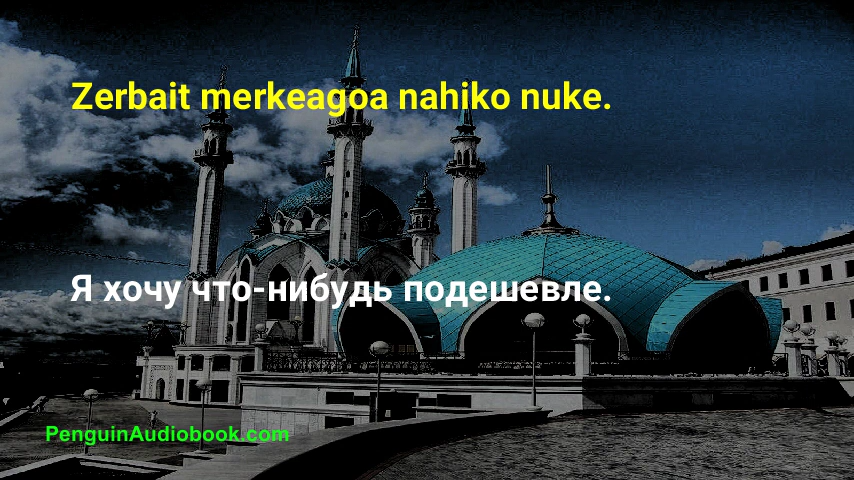 Zerbait merkeagoa nahiko nuke.
Я хочу что-нибудь подешевле.
PenguinAudiobook.com